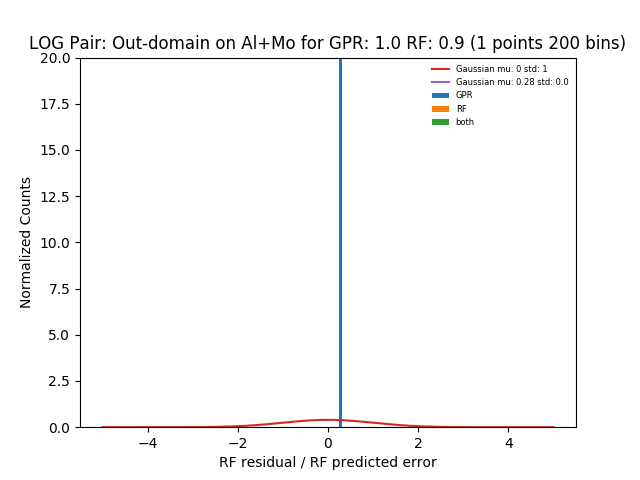 LOG Pair: Out-domain on Al+Mo for GPR: 1.0 RF: 0.9 (1 points 200 bins)
20.0
17.5
15.0
12.5
10.0
7.5
5.0
2.5
0.0
Normalized Counts
Gaussian mu: 0 std: 1
Gaussian mu: 0.28 std: 0.0
GPR
RF
both
−4
−2
0
2
4
RF residual / RF predicted error